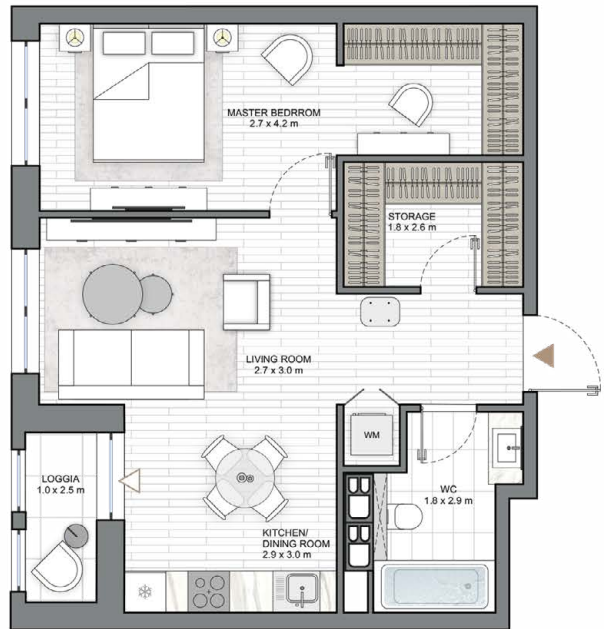 MASTER BEDRROM
2.7 x 4.2 m
STORAGE
1.8 x 2.6 m
LIVING ROOM
2.7 x 3.0 m
WM
LOGGIA
1.0 x 2.5 m
WC
1.8 x 2.9 m
KITCHEN/
DINING ROOM
2.9 x 3.0 m